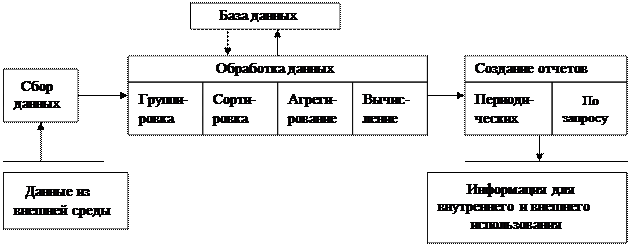 База данных
Обработка данных
Группи-
ровка
Сорти-
ровка
Агреги-
рование
Вычис-
ление
Сбор
данных
Создание отчетов
Периоди-
ческих
По
запросу
Данные из
внешней среды
Информация для
внутреннего и внешнего
использования